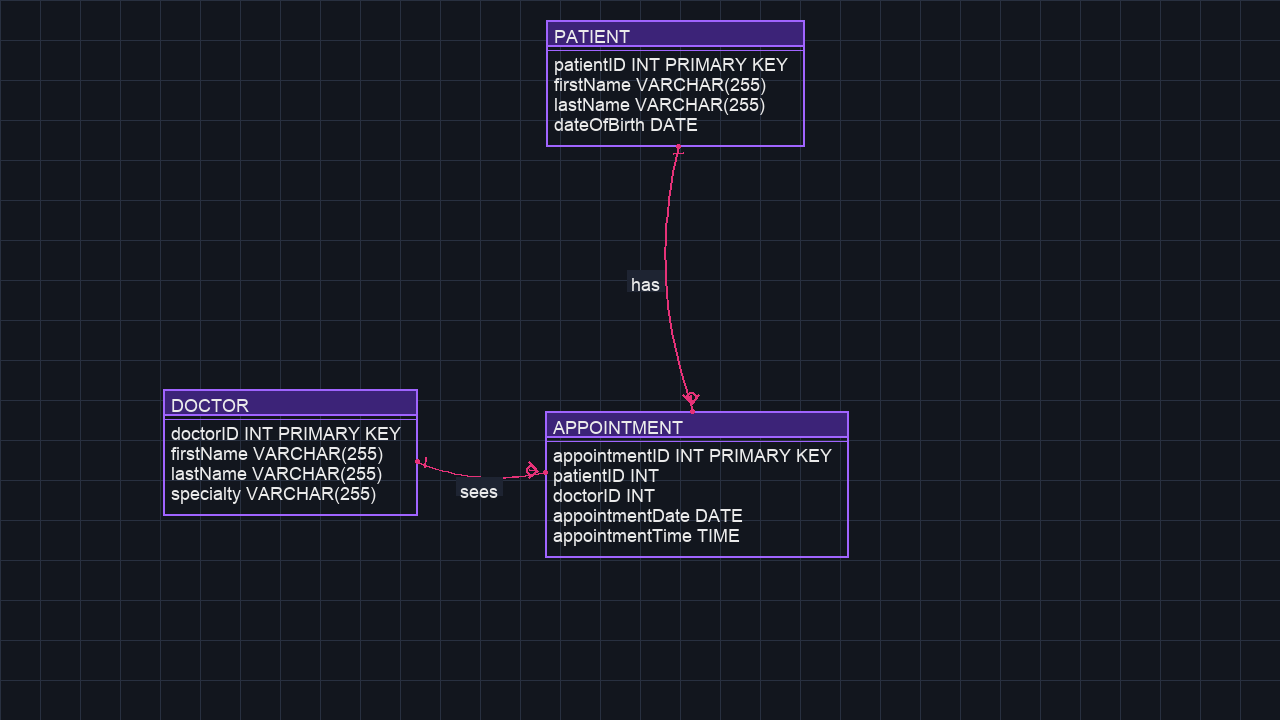 PATIENT
patientID INT PRIMARY KEY
firstName VARCHAR(255)
lastName VARCHAR(255)
dateOfBirth DATE
has
DOCTOR
doctorID INT PRIMARY KEY
firstName VARCHAR(255)
lastName VARCHAR(255)
specialty VARCHAR(255)
sees
APPOINTMENT
appointmentID INT PRIMARY KEY
patientID INT
doctorID INT
appointmentDate DATE
appointmentTime TIME